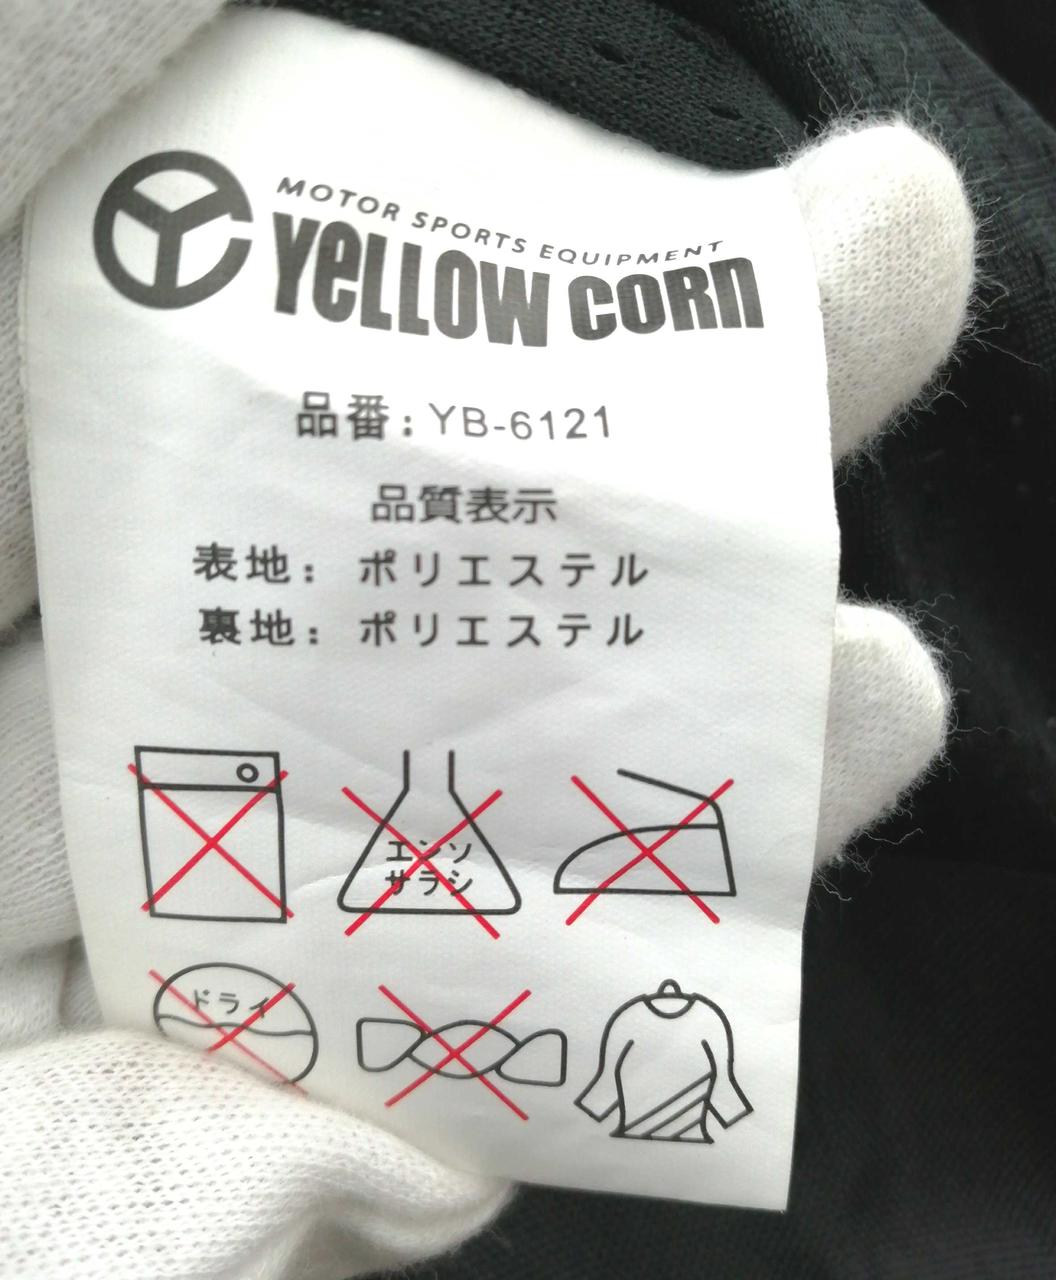 MOTOR SPORTS EQUIPMENT
YeLLOW CORn
品番：YB-6121
品質表示
表地：ポリエステル
裏地：ポリエステル
エンソ
サラシ
ドライ